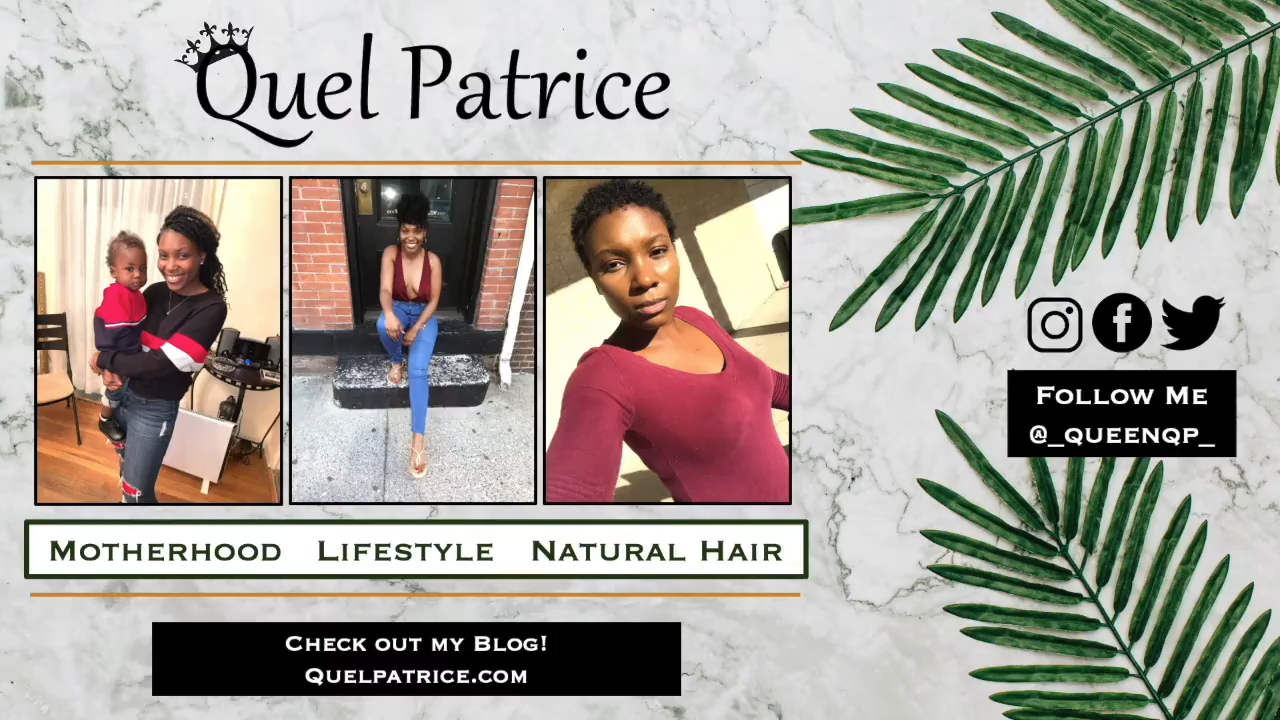 Quel Patrice
Motherhood Lifestyle Natural Hair
Check out my Blog!
Quelpatrice.com
Follow Me
@_queenqp_